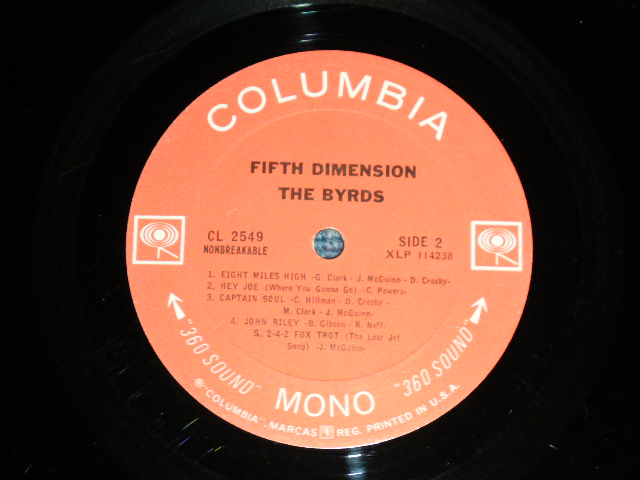 COLUMBIA
FIFTH DIMENSION
THE BYRDS
CL 2549
NONBREAKABLE
SIDE 2
XLP 114238
1. EIGHT MILES HIGH -G. Clark - J. McGuinn - D. Crosby-
2. HEY JOE (Where You Gonna Go) -C. Powers-
3. CAPTAIN SOUL -C. Hillman - D. Crosby -
M. Clark - J. McGuinn-
4. JOHN RILEY -B. Gibson - R. Neff-
5. 2-4-2 FOX TROT (The Lear Jet
Song) -J. McGuinn-
"360 SOUND"
MONO
"360 SOUND"
® "COLUMBIA", MARCAS REG. PRINTED IN U.S.A.